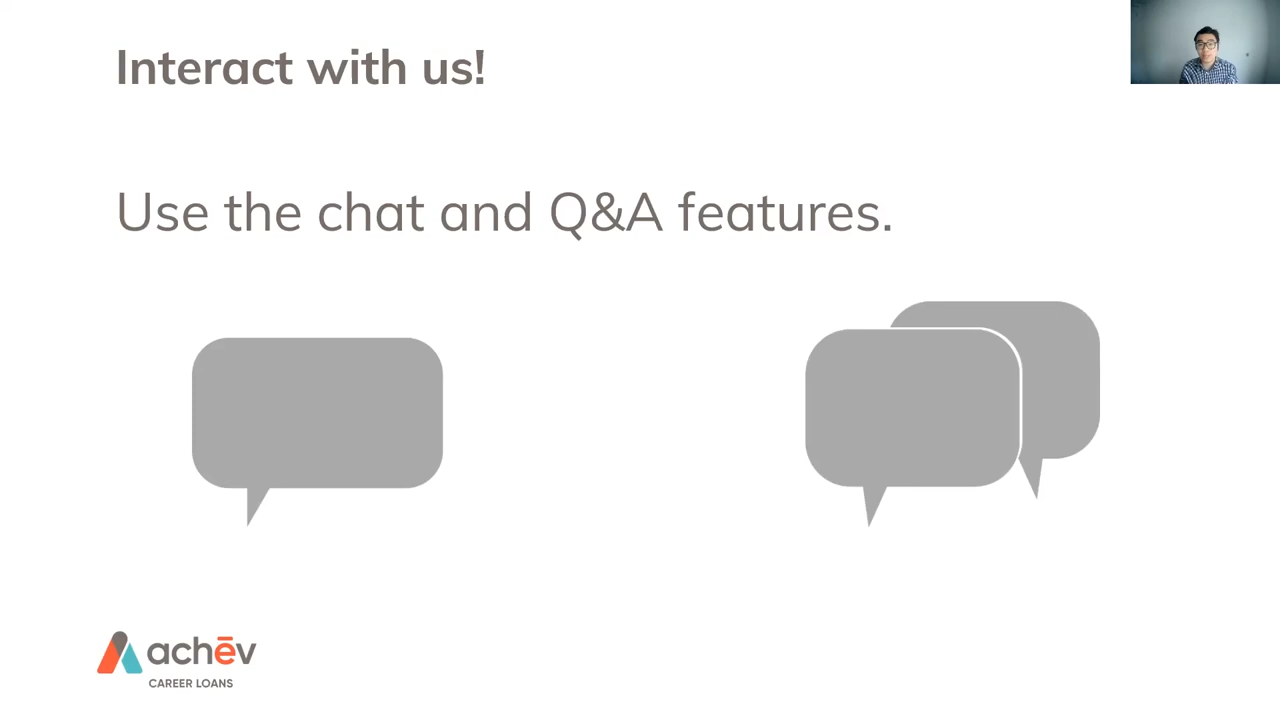 Interact with us!
Use the chat and Q&A features.
achēv
CAREER LOANS